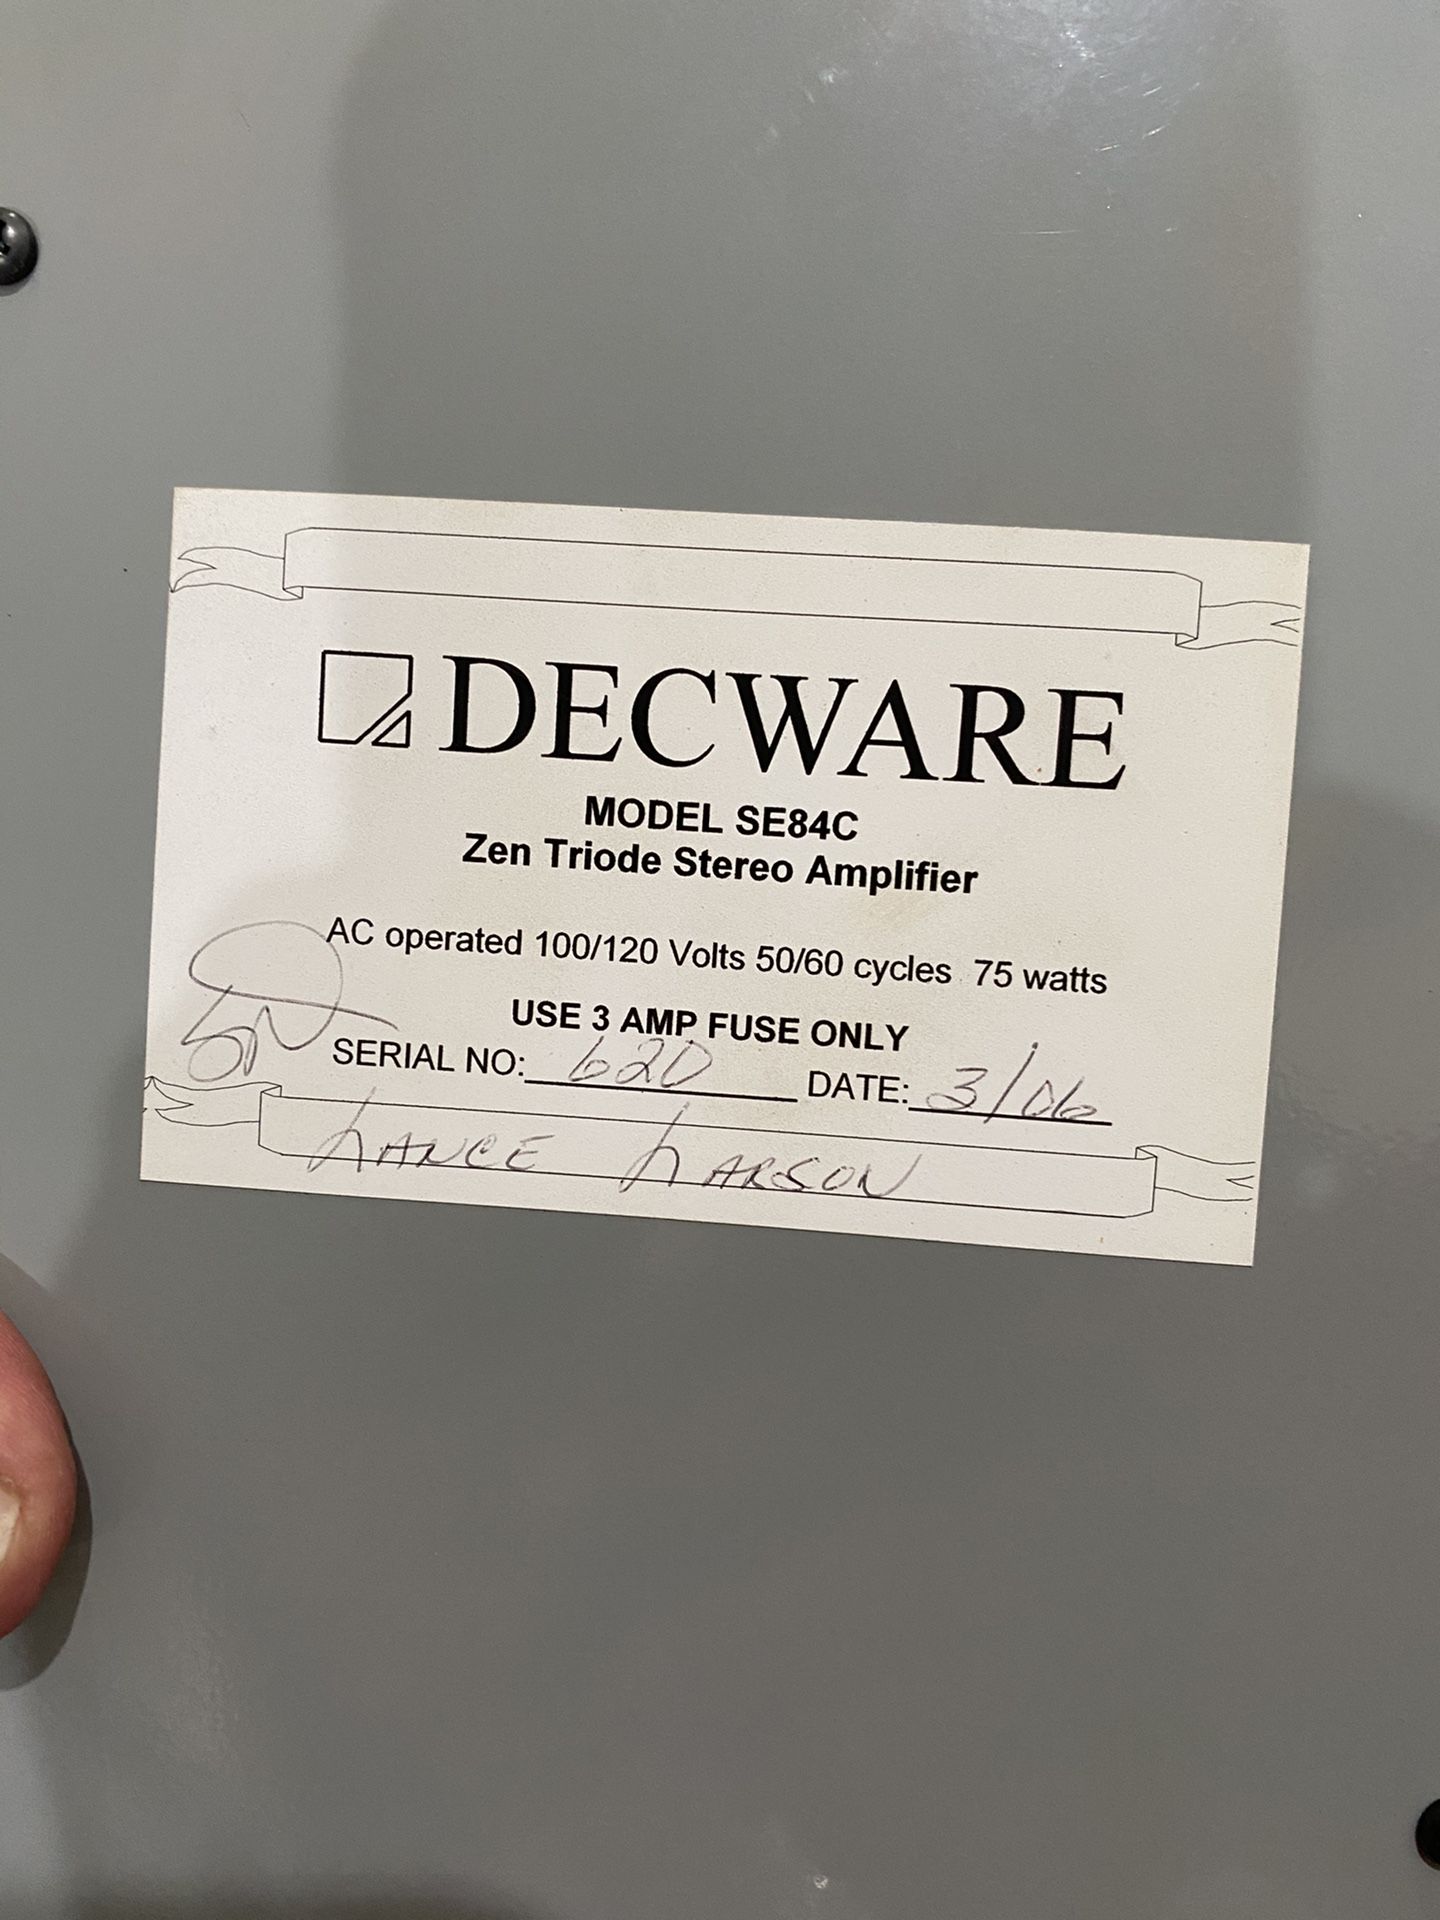 DECWARE
MODEL SE84C
Zen Triode Stereo Amplifier
AC operated 100/120 Volts 50/60 cycles 75 watts
USE 3 AMP FUSE ONLY
SERIAL NO: 620 DATE: 3/06
LANCE LARSON